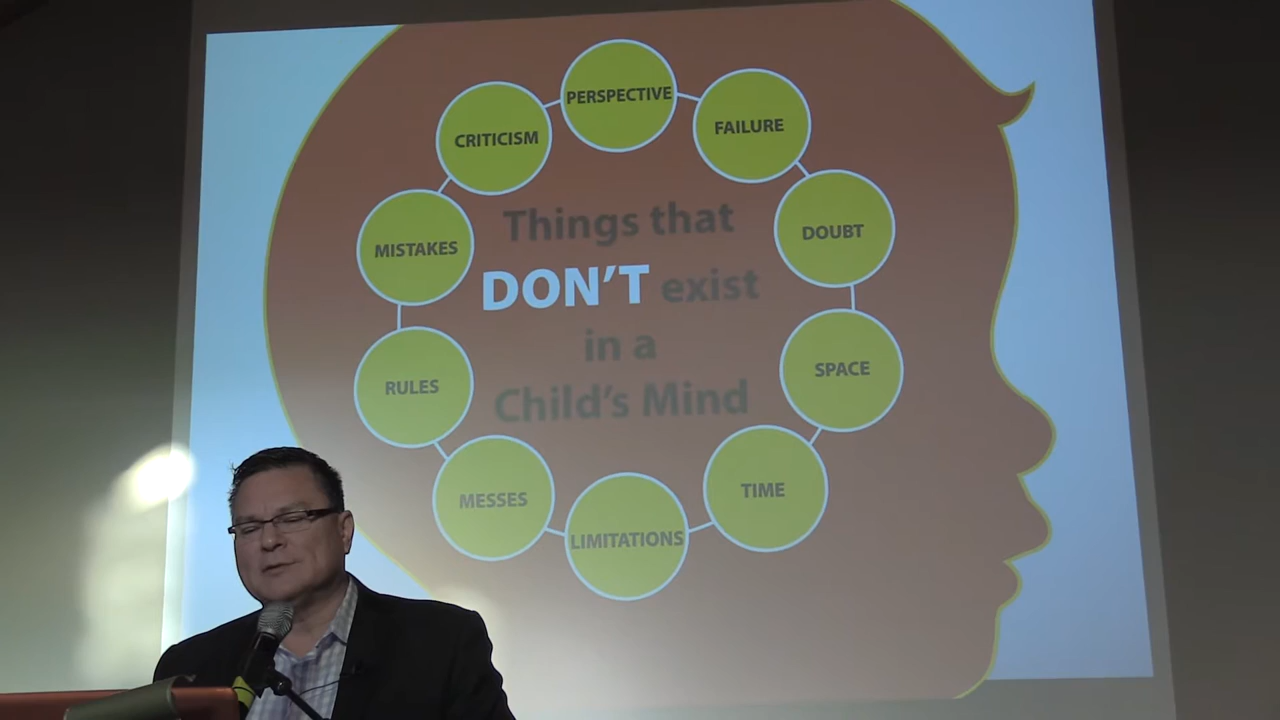 PERSPECTIVE
FAILURE
CRITICISM
DOUBT
MISTAKES
SPACE
RULES
TIME
MESSES
LIMITATIONS
Things that
DON'T exist
in a
Child's Mind